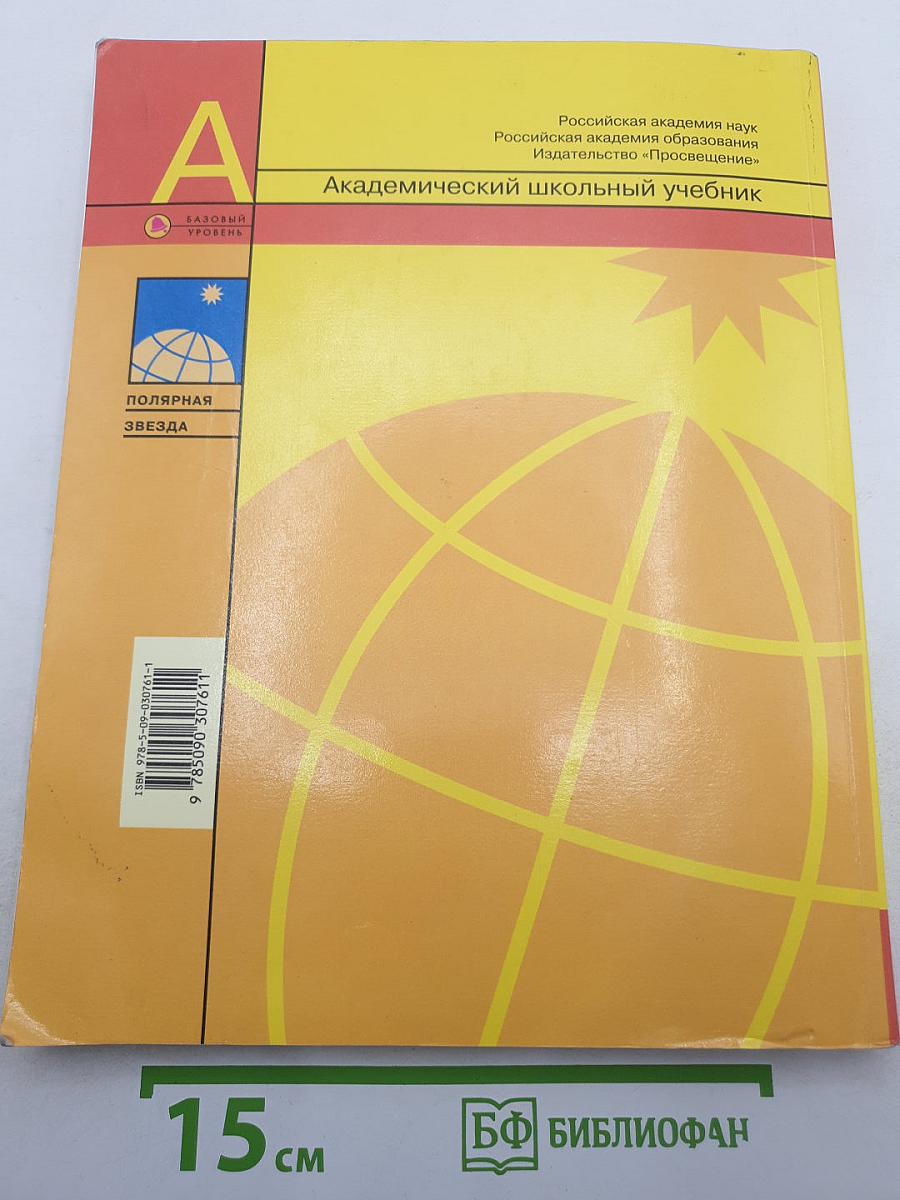 А
Российская академия наук
Российская академия образования
Издательство «Просвещение»
Академический школьный учебник
БАЗОВЫЙ
УРОВЕНЬ
ПОЛЯРНАЯ
ЗВЕЗДА
ISBN 978-5-09-030761-1
9 785090 307611
15 см
БФ БИБЛИОФАН